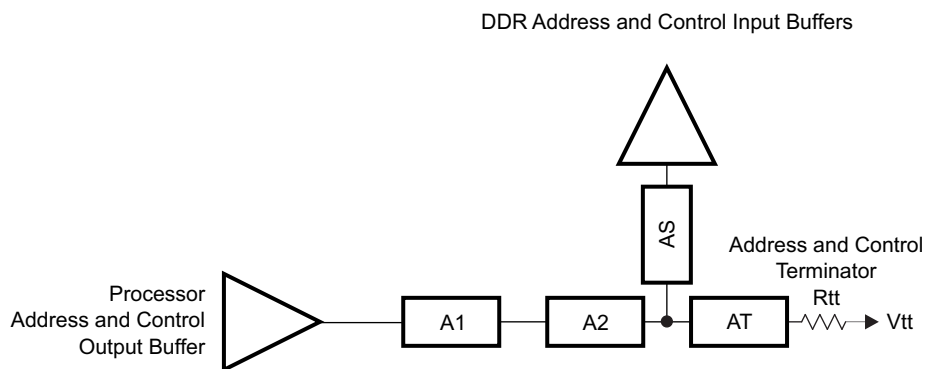 DDR Address and Control Input Buffers
AS
Address and Control
Terminator
Rtt
Processor
Address and Control
Output Buffer
A1
A2
AT
Vtt